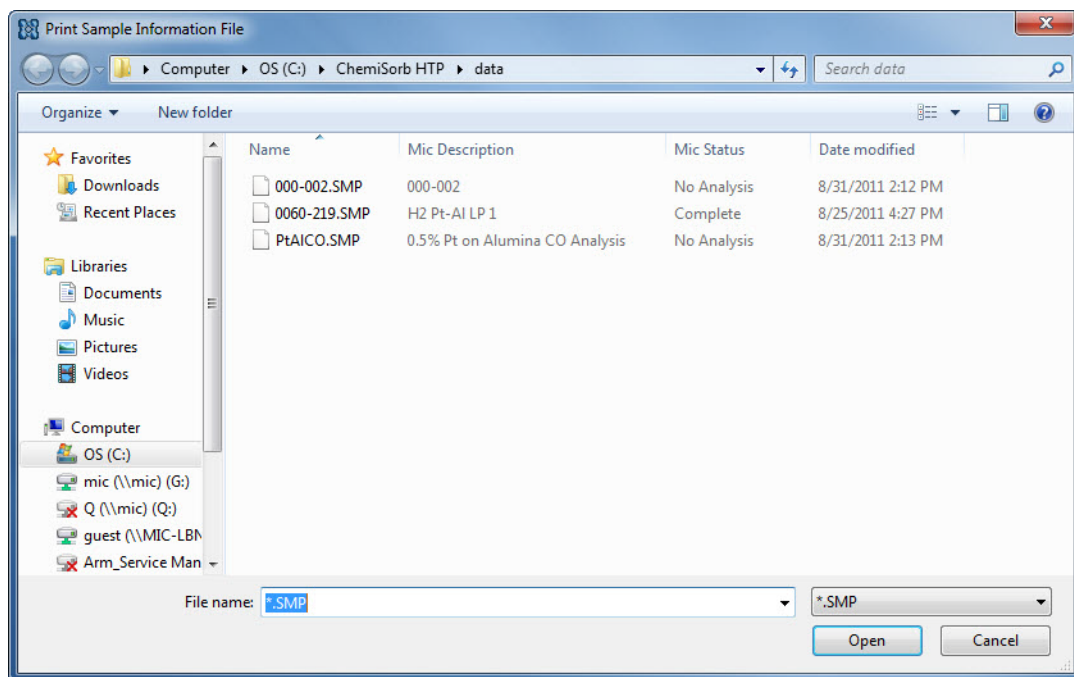 Print Sample Information File
Computer OS (C:) ChemiSorb HTP data Search data
Organize New folder
Name Mic Description Mic Status Date modified
000-002.SMP 000-002 No Analysis 8/31/2011 2:12 PM
0060-219.SMP H2 Pt-Al LP 1 Complete 8/25/2011 4:27 PM
PtAlCO.SMP 0.5% Pt on Alumina CO Analysis No Analysis 8/31/2011 2:13 PM
Favorites
Downloads
Recent Places
Libraries
Documents
Music
Pictures
Videos
Computer
OS (C:)
mic (\\mic) (G:)
Q (\\mic) (Q:)
guest (\\MIC-LBN
Arm_Service Man
File name: *.SMP *.SMP
Open Cancel